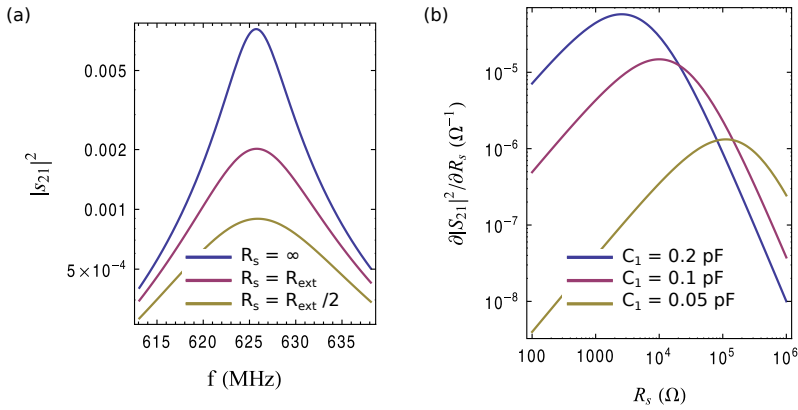 (a)
|s₂₁|²
0.005
0.002
0.001
5×10⁻⁴
R_s = ∞
R_s = R_ext
R_s = R_ext /2
615 620 625 630 635
f (MHz)
(b)
∂|S₂₁|²/∂R_s (Ω⁻¹)
10⁻⁵
10⁻⁶
10⁻⁷
10⁻⁸
C₁ = 0.2 pF
C₁ = 0.1 pF
C₁ = 0.05 pF
100 1000 10⁴ 10⁵ 10⁶
R_s (Ω)